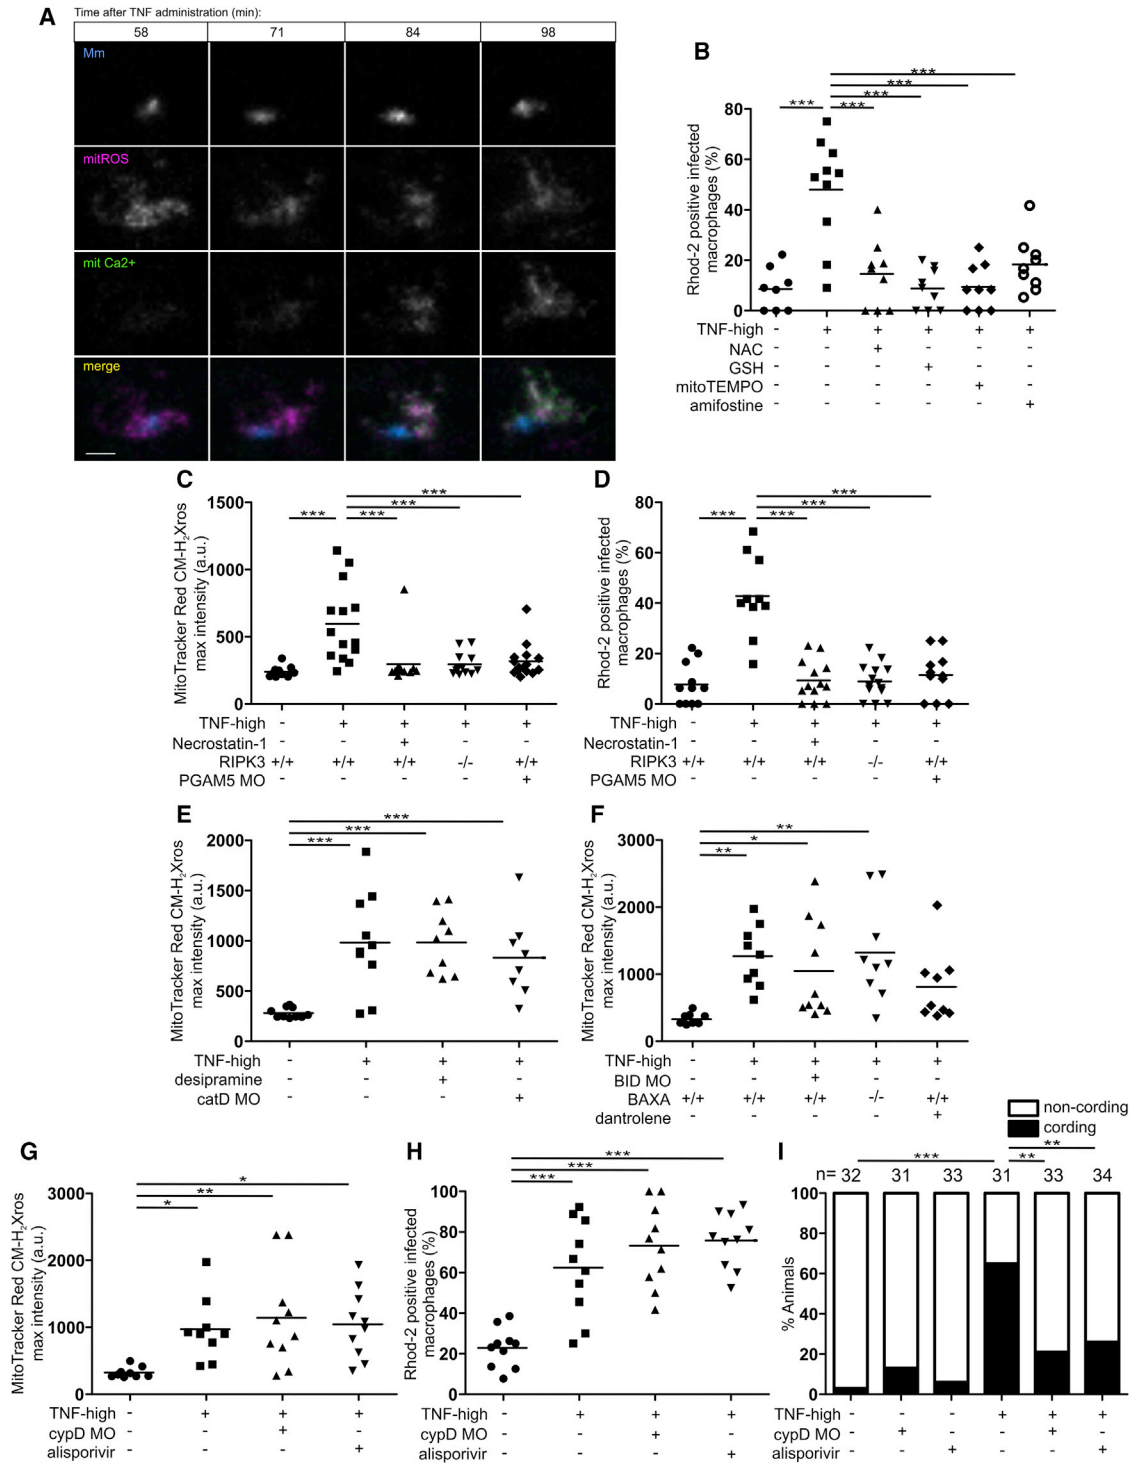 A
Time after TNF administration (min):
58 71 84 98
Mm
mitROS
mit Ca2+
merge
B
*** *** *** *** ***
Rhod-2 positive infected
macrophages (%)
80
60
40
20
0
TNF-high - + + + + +
NAC - - + - - -
GSH - - - + - -
mitoTEMPO - - - - + -
amifostine - - - - - +
C
*** *** *** ***
MitoTracker Red CM-H2Xros
max intensity (a.u.)
1500
1000
500
0
TNF-high - + + + +
Necrostatin-1 - - + - -
RIPK3 +/+ +/+ +/+ -/- +/+
PGAM5 MO - - - - +
D
*** *** *** ***
Rhod-2 positive infected
macrophages (%)
80
60
40
20
0
TNF-high - + + + +
Necrostatin-1 - - + - -
RIPK3 +/+ +/+ +/+ -/- +/+
PGAM5 MO - - - - +
E
*** *** ***
MitoTracker Red CM-H2Xros
max intensity (a.u.)
2000
1500
1000
500
0
TNF-high - + + +
desipramine - - + -
catD MO - - - +
F
** * **
MitoTracker Red CM-H2Xros
max intensity (a.u.)
3000
2000
1000
0
TNF-high - + + + +
BID MO - - + - -
BAXA +/+ +/+ +/+ -/- +/+
dantrolene - - - - +
G
* ** *
MitoTracker Red CM-H2Xros
max intensity (a.u.)
3000
2000
1000
0
TNF-high - + + +
cypD MO - - + -
alisporivir - - - +
H
*** *** ***
Rhod-2 positive infected
macrophages (%)
100
80
60
40
20
0
TNF-high - + + +
cypD MO - - + -
alisporivir - - - +
I
non-cording
cording
*** ** **
n= 32 31 33 31 33 34
% Animals
100
80
60
40
20
0
TNF-high - - - + + +
cypD MO - + - - + -
alisporivir - - + - - +